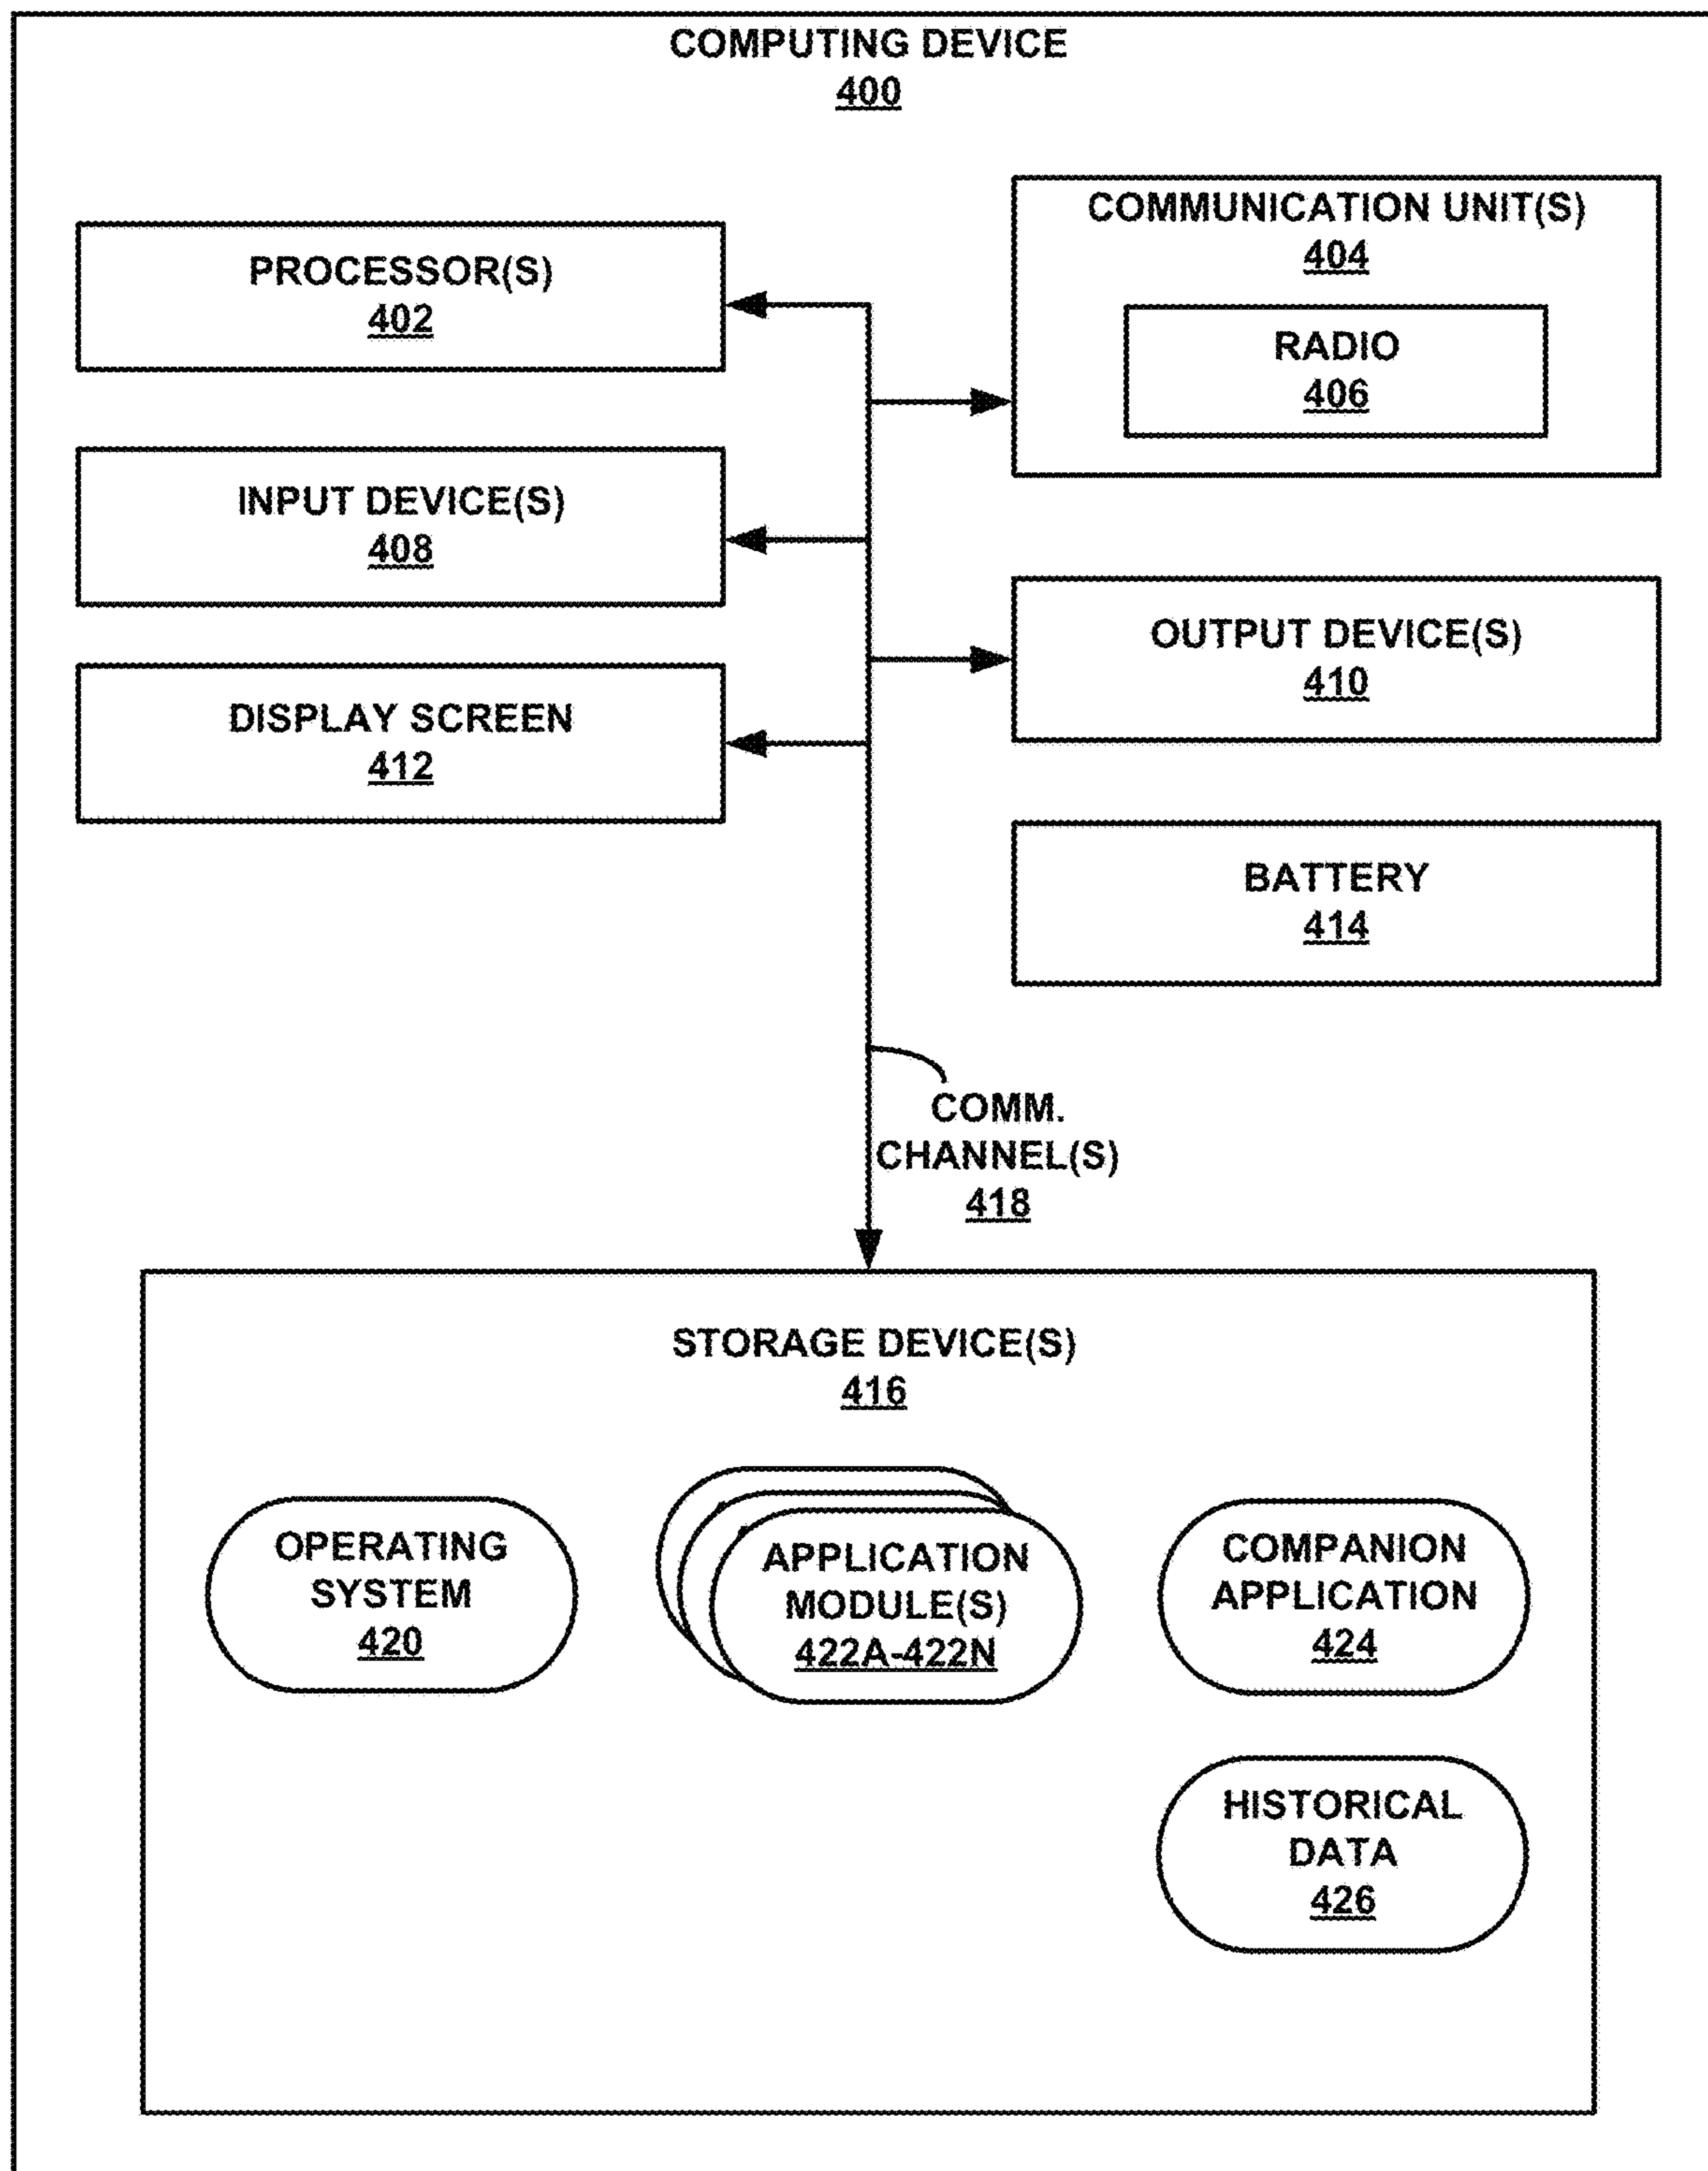 COMPUTING DEVICE
400
PROCESSOR(S)
402
COMMUNICATION UNIT(S)
404
RADIO
406
INPUT DEVICE(S)
408
OUTPUT DEVICE(S)
410
DISPLAY SCREEN
412
BATTERY
414
COMM.
CHANNEL(S)
418
STORAGE DEVICE(S)
416
OPERATING
SYSTEM
420
APPLICATION
MODULE(S)
422A-422N
COMPANION
APPLICATION
424
HISTORICAL
DATA
426